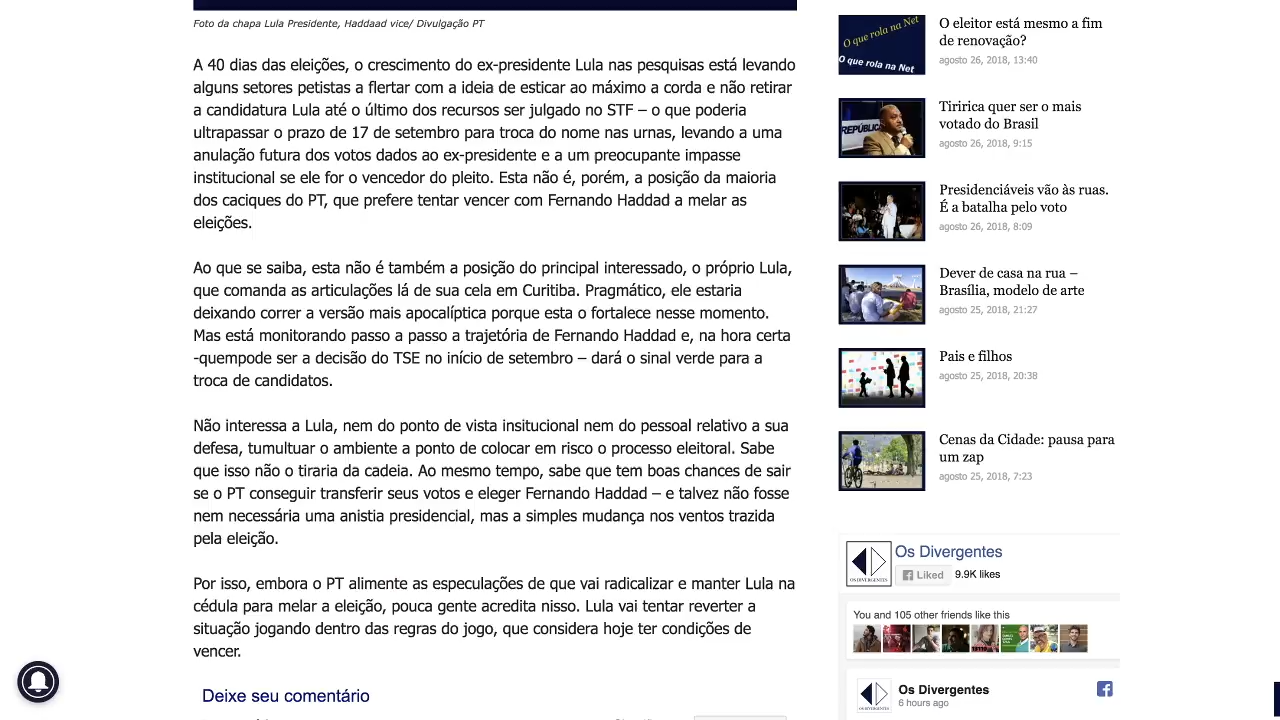 Foto da chapa Lula Presidente, Haddaad vice/ Divulgação PT
A 40 dias das eleições, o crescimento do ex-presidente Lula nas pesquisas está levando
alguns setores petistas a flertar com a ideia de esticar ao máximo a corda e não retirar
a candidatura Lula até o último dos recursos ser julgado no STF – o que poderia
ultrapassar o prazo de 17 de setembro para troca do nome nas urnas, levando a uma
anulação futura dos votos dados ao ex-presidente e a um preocupante impasse
institucional se ele for o vencedor do pleito. Esta não é, porém, a posição da maioria
dos caciques do PT, que prefere tentar vencer com Fernando Haddad a melar as
eleições.
Ao que se saiba, esta não é também a posição do principal interessado, o próprio Lula,
que comanda as articulações lá de sua cela em Curitiba. Pragmático, ele estaria
deixando correr a versão mais apocalíptica porque esta o fortalece nesse momento.
Mas está monitorando passo a passo a trajetória de Fernando Haddad e, na hora certa
-quempode ser a decisão do TSE no início de setembro – dará o sinal verde para a
troca de candidatos.
Não interessa a Lula, nem do ponto de vista insitucional nem do pessoal relativo a sua
defesa, tumultuar o ambiente a ponto de colocar em risco o processo eleitoral. Sabe
que isso não o tiraria da cadeia. Ao mesmo tempo, sabe que tem boas chances de sair
se o PT conseguir transferir seus votos e eleger Fernando Haddad – e talvez não fosse
nem necessária uma anistia presidencial, mas a simples mudança nos ventos trazida
pela eleição.
Por isso, embora o PT alimente as especulações de que vai radicalizar e manter Lula na
cédula para melar a eleição, pouca gente acredita nisso. Lula vai tentar reverter a
situação jogando dentro das regras do jogo, que considera hoje ter condições de
vencer.
Deixe seu comentário
O que rola na Net
O que rola na Net
O eleitor está mesmo a fim
de renovação?
agosto 26, 2018, 13:40
REPÚBLIC
Tiririca quer ser o mais
votado do Brasil
agosto 26, 2018, 9:15
Presidenciáveis vão às ruas.
É a batalha pelo voto
agosto 26, 2018, 8:09
Dever de casa na rua –
Brasília, modelo de arte
agosto 25, 2018, 21:27
Pais e filhos
agosto 25, 2018, 20:38
Cenas da Cidade: pausa para
um zap
agosto 25, 2018, 7:23
OS DIVERGENTES
Os Divergentes
Liked
9.9K likes
You and 105 other friends like this
OS DIVERGENTES
Os Divergentes
6 hours ago